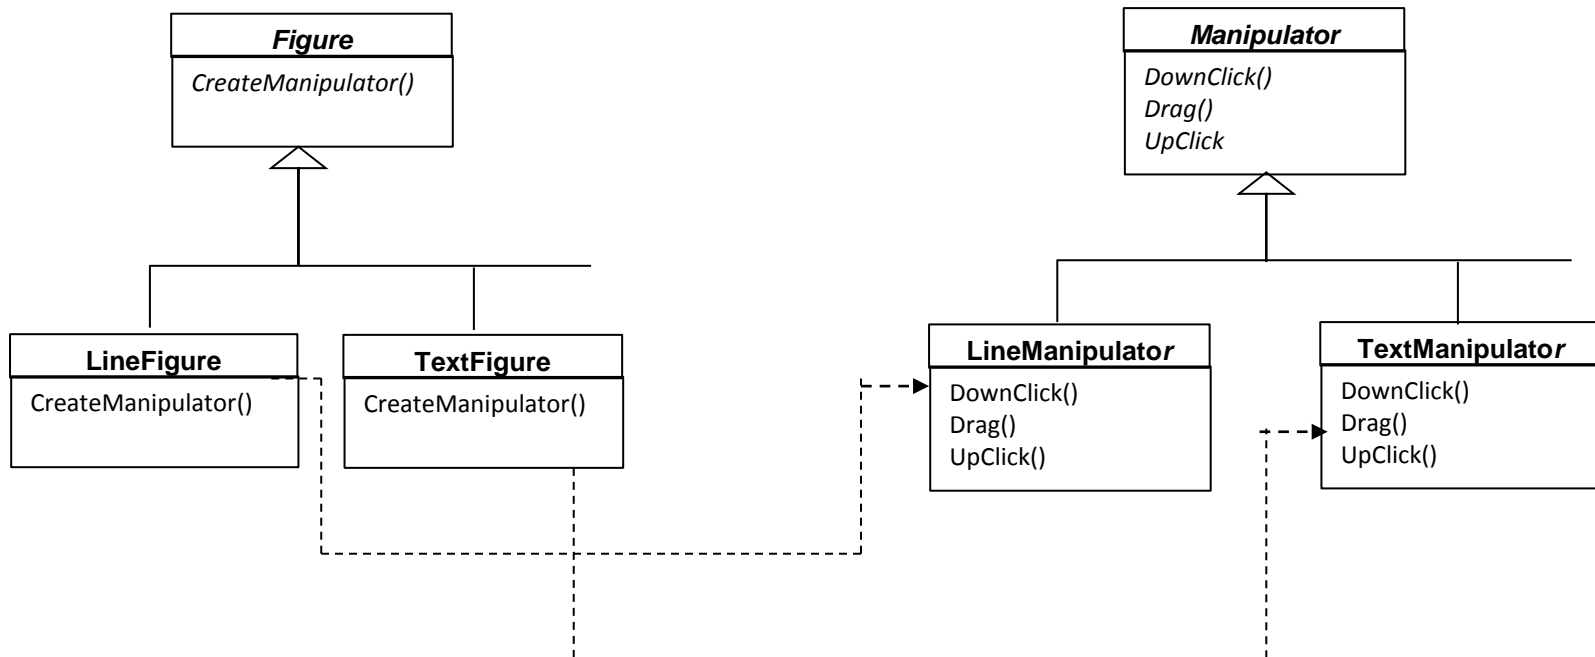 Figure
CreateManipulator()
Manipulator
DownClick()
Drag()
UpClick
LineFigure
CreateManipulator()
TextFigure
CreateManipulator()
LineManipulator
DownClick()
Drag()
UpClick()
TextManipulator
DownClick()
Drag()
UpClick()